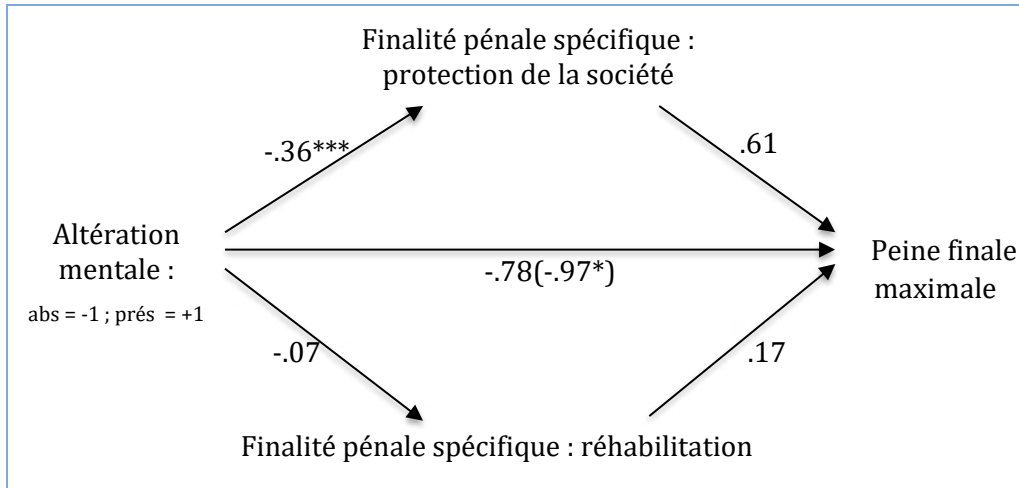 Finalité pénale spécifique :
protection de la société
-.36***
.61
Altération
mentale :
abs = -1 ; prés = +1
-.78(-.97*)
Peine finale
maximale
-.07
.17
Finalité pénale spécifique : réhabilitation